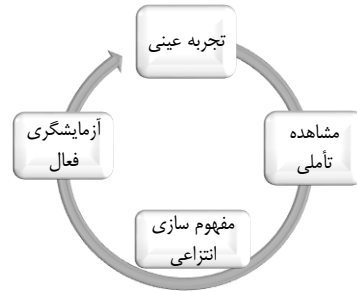 تجربه عینی
مشاهده
تأملی
مفهوم سازی
انتزاعی
آزمایشگری
فعال